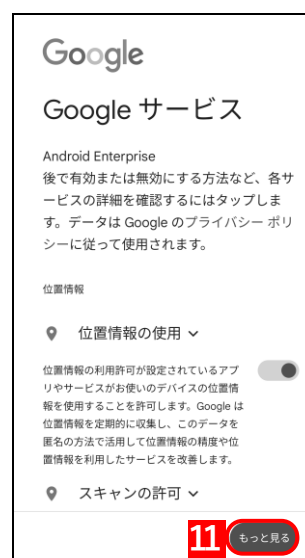 Google
Google サービス
Android Enterprise
後で有効または無効にする方法など、各サ
ービスの詳細を確認するにはタップしま
す。データは Google のプライバシー ポリ
シーに従って使用されます。
位置情報
位置情報の使用
位置情報の利用許可が設定されているアプ
リやサービスがお使いのデバイスの位置情
報を使用することを許可します。Google は
位置情報を定期的に収集し、このデータを
匿名の方法で活用して位置情報の精度や位
置情報を利用したサービスを改善します。
スキャンの許可
11 もっと見る